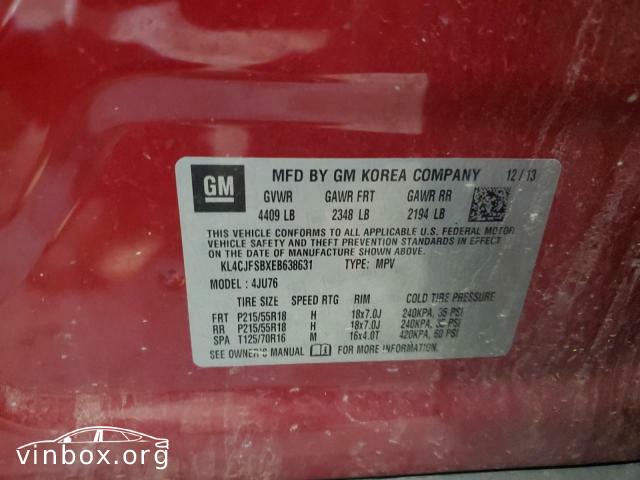 GM
MFD BY GM KOREA COMPANY 12/13
GVWR GAWR FRT GAWR RR
4409 LB 2348 LB 2194 LB
THIS VEHICLE CONFORMS TO ALL APPLICABLE U.S. FEDERAL MOTOR
VEHICLE SAFETY AND THEFT PREVENTION STANDARDS IN EFFECT
ON THE DATE OF MANUFACTURE SHOWN ABOVE.
KL4CJFSBXEB638631 TYPE: MPV
MODEL : 4JU76
TIRE SIZE SPEED RTG RIM COLD TIRE PRESSURE
FRT P215/55R18 H 18x7.0J 240KPA, 35 PSI
RR P215/55R18 H 18x7.0J 240KPA, 35 PSI
SPA T125/70R16 M 16x4.0T 420KPA, 60 PSI
SEE OWNER'S MANUAL FOR MORE INFORMATION.
vinbox.org